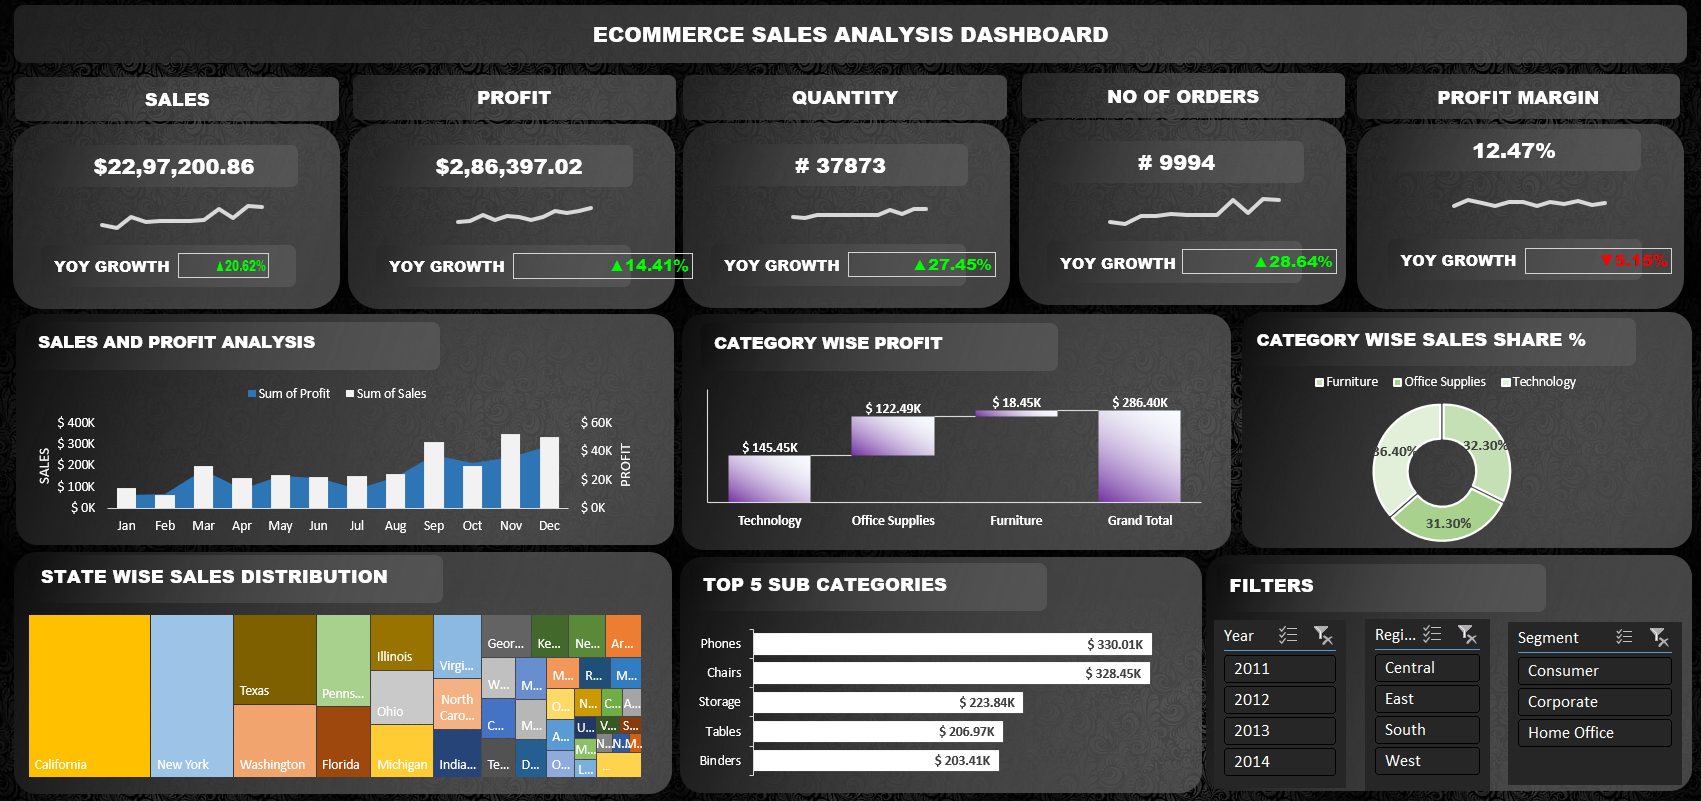 ECOMMERCE SALES ANALYSIS DASHBOARD
SALES
PROFIT
QUANTITY
NO OF ORDERS
PROFIT MARGIN
$22,97,200.86
$2,86,397.02
# 37873
# 9994
12.47%
YOY GROWTH ▲20.62%
YOY GROWTH ▲14.41%
YOY GROWTH ▲27.45%
YOY GROWTH ▲28.64%
YOY GROWTH ▼5.15%
SALES AND PROFIT ANALYSIS
Sum of Profit Sum of Sales
SALES
$ 400K
$ 300K
$ 200K
$ 100K
$ 0K
$ 60K
$ 40K
$ 20K
$ 0K
PROFIT
Jan Feb Mar Apr May Jun Jul Aug Sep Oct Nov Dec
CATEGORY WISE PROFIT
$ 145.45K
$ 122.49K
$ 18.45K
$ 286.40K
Technology Office Supplies Furniture Grand Total
CATEGORY WISE SALES SHARE %
Furniture Office Supplies Technology
36.40%
32.30%
31.30%
STATE WISE SALES DISTRIBUTION
California
New York
Texas
Washington
Penns...
Florida
Illinois
Ohio
Michigan
Virgi...
North
Caro...
India...
Geor...
Ke...
Ne...
Ar...
W...
M...
M...
R...
M...
C...
M...
O...
N...
C...
A...
Te...
D...
A...
O...
U...
V...
S...
M...
L...
N...
N...
M...
...
TOP 5 SUB CATEGORIES
Phones $ 330.01K
Chairs $ 328.45K
Storage $ 223.84K
Tables $ 206.97K
Binders $ 203.41K
FILTERS
Year
2011
2012
2013
2014
Regi...
Central
East
South
West
Segment
Consumer
Corporate
Home Office